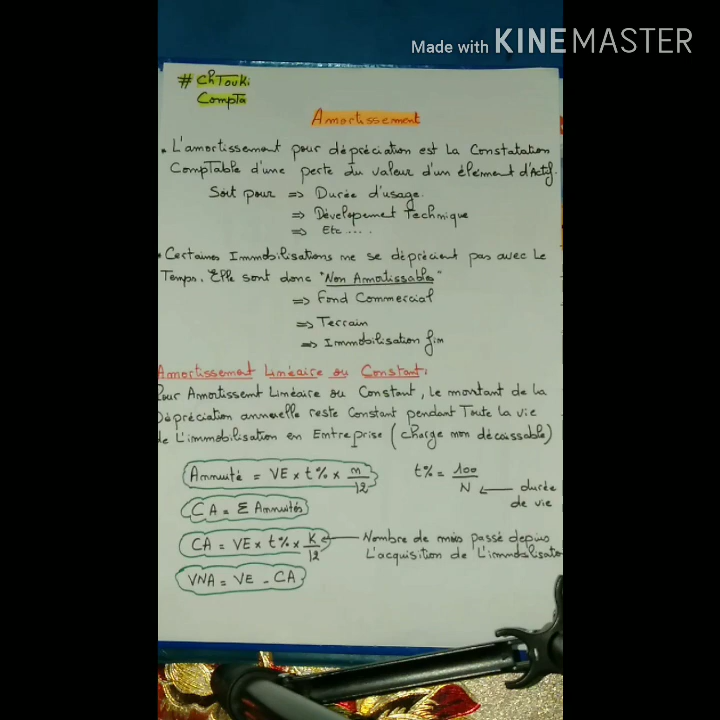 Made with KINEMASTER
# ChTouki
Compta
Amortissement
• L'amortissement pour dépréciation est la Constatation
Comptable d'une perte du valeur d'un élément d'Actif.
Soit pour => Durée d'usage.
=> Dévelopement Technique
=> Etc ....
• Certaines Immobilisations ne se déprécient pas avec Le
Temps. Elle sont donc "Non Amortissables"
=> Fond Commercial
=> Terrain
=> Immobilisation fin
Amortissement Linéaire ou Constant:
Pour Amortissemt Linéaire ou Constant, le montant de la
Dépréciation annuelle reste Constant pendant Toute la vie
de L'immobilisation en Entreprise (charge non décaissable)
Annuité = VE x t% x n/12 t% = 100/N ← durée de vie
CA = Σ Annuités
CA = VE x t% x K/12 ← Nombre de mois passé depuis
L'acquisition de L'immobilisatio
VNA = VE - CA